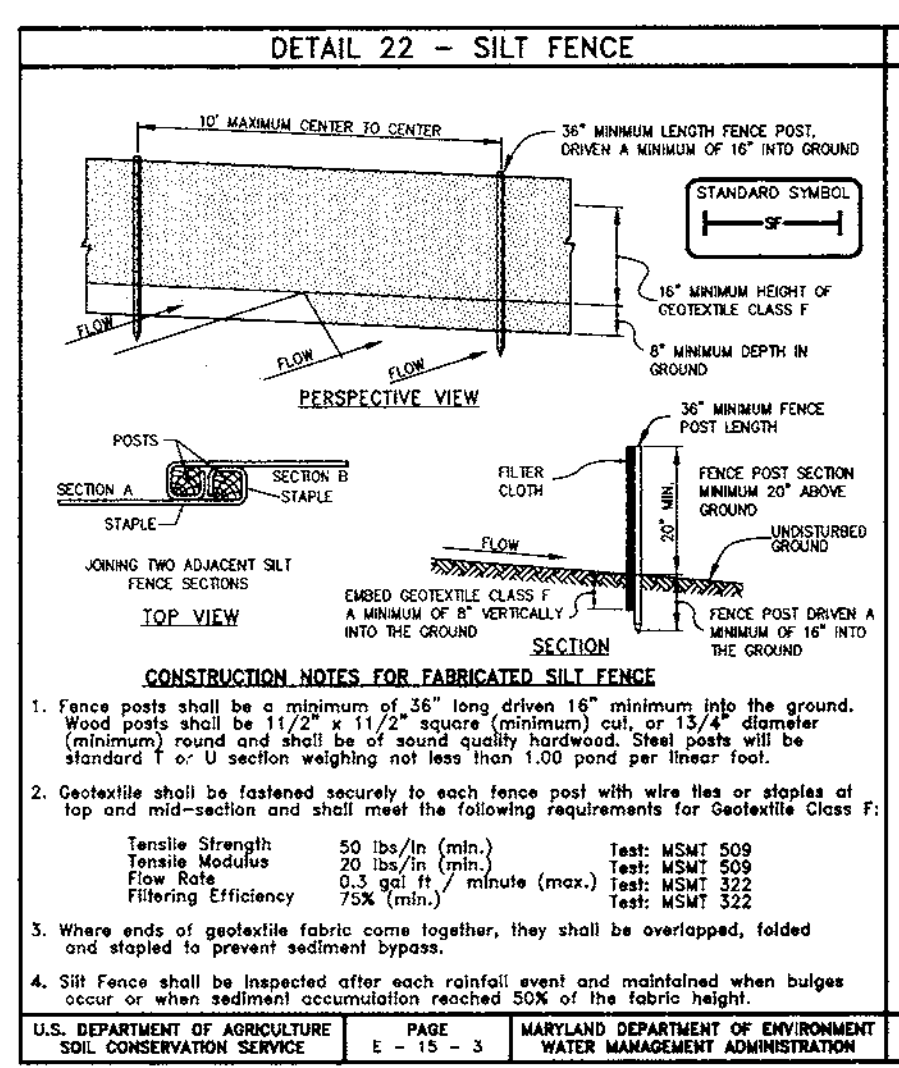 DETAIL 22 - SILT FENCE
10' MAXIMUM CENTER TO CENTER
36" MINIMUM LENGTH FENCE POST,
DRIVEN A MINIMUM OF 16" INTO GROUND
STANDARD SYMBOL
SF
16" MINIMUM HEIGHT OF
GEOTEXTILE CLASS F
8" MINIMUM DEPTH IN
GROUND
FLOW
FLOW
FLOW
PERSPECTIVE VIEW
POSTS
SECTION A
SECTION B
STAPLE
STAPLE
JOINING TWO ADJACENT SILT
FENCE SECTIONS
TOP VIEW
36" MINIMUM FENCE
POST LENGTH
FILTER
CLOTH
20" MIN.
FENCE POST SECTION
MINIMUM 20" ABOVE
GROUND
UNDISTURBED
GROUND
FLOW
EMBED GEOTEXTILE CLASS F
A MINIMUM OF 8" VERTICALLY
INTO THE GROUND
FENCE POST DRIVEN A
MINIMUM OF 16" INTO
THE GROUND
SECTION
CONSTRUCTION NOTES FOR FABRICATED SILT FENCE
1. Fence posts shall be a minimum of 36" long driven 16" minimum into the ground.
Wood posts shall be 11/2" x 11/2" square (minimum) cut, or 13/4" diameter
(minimum) round and shall be of sound quality hardwood. Steel posts will be
standard T or U section weighing not less than 1.00 pond per linear foot.
2. Geotextile shall be fastened securely to each fence post with wire ties or staples at
top and mid-section and shall meet the following requirements for Geotextile Class F:
Tensile Strength 50 lbs/in (min.) Test: MSMT 509
Tensile Modulus 20 lbs/in (min.) Test: MSMT 509
Flow Rate 0.3 gal ft / minute (max.) Test: MSMT 322
Filtering Efficiency 75% (min.) Test: MSMT 322
3. Where ends of geotextile fabric come together, they shall be overlapped, folded
and stapled to prevent sediment bypass.
4. Silt Fence shall be Inspected after each rainfall event and maintained when bulges
occur or when sediment accumulation reached 50% of the fabric height.
U.S. DEPARTMENT OF AGRICULTURE
SOIL CONSERVATION SERVICE
PAGE
E - 15 - 3
MARYLAND DEPARTMENT OF ENVIRONMENT
WATER MANAGEMENT ADMINISTRATION